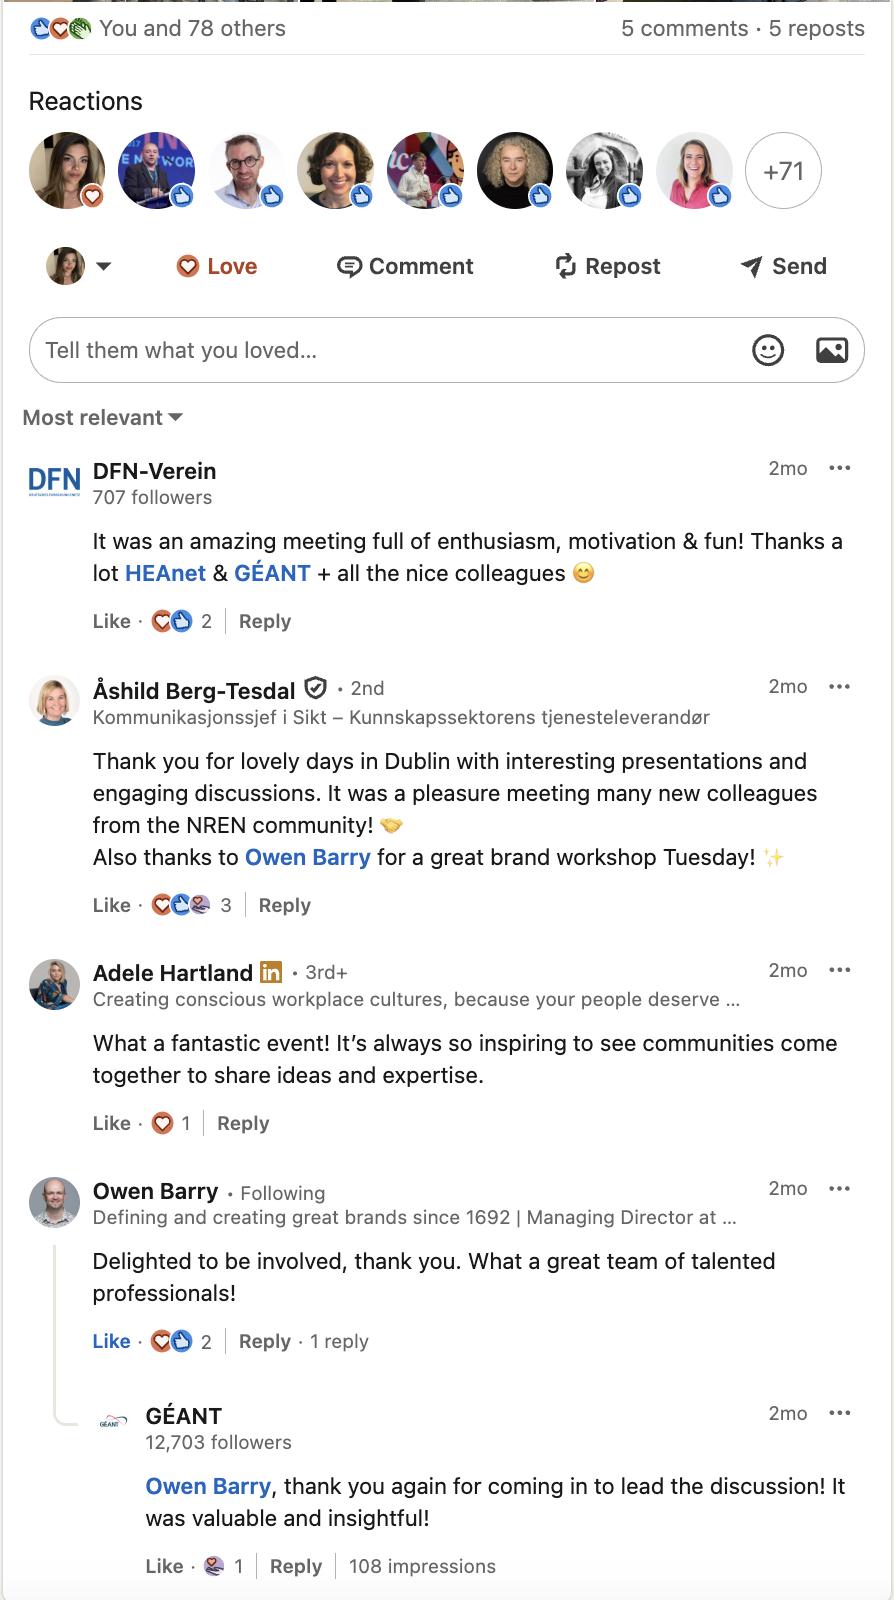 You and 78 others
5 comments · 5 reposts
Reactions
+71
Love
Comment
Repost
Send
Tell them what you loved...
Most relevant
DFN
DFN-Verein
2mo
707 followers
It was an amazing meeting full of enthusiasm, motivation & fun! Thanks a
lot HEAnet & GÉANT + all the nice colleagues 😊
Like · 2 Reply
Åshild Berg-Tesdal · 2nd
2mo
Kommunikasjonssjef i Sikt – Kunnskapssektorens tjenesteleverandør
Thank you for lovely days in Dublin with interesting presentations and
engaging discussions. It was a pleasure meeting many new colleagues
from the NREN community! 🤝
Also thanks to Owen Barry for a great brand workshop Tuesday! ✨
Like · 3 Reply
Adele Hartland in · 3rd+
2mo
Creating conscious workplace cultures, because your people deserve ...
What a fantastic event! It’s always so inspiring to see communities come
together to share ideas and expertise.
Like · 1 Reply
Owen Barry · Following
2mo
Defining and creating great brands since 1692 | Managing Director at ...
Delighted to be involved, thank you. What a great team of talented
professionals!
Like · 2 Reply · 1 reply
GÉANT
GÉANT
2mo
12,703 followers
Owen Barry, thank you again for coming in to lead the discussion! It
was valuable and insightful!
Like · 1 Reply 108 impressions